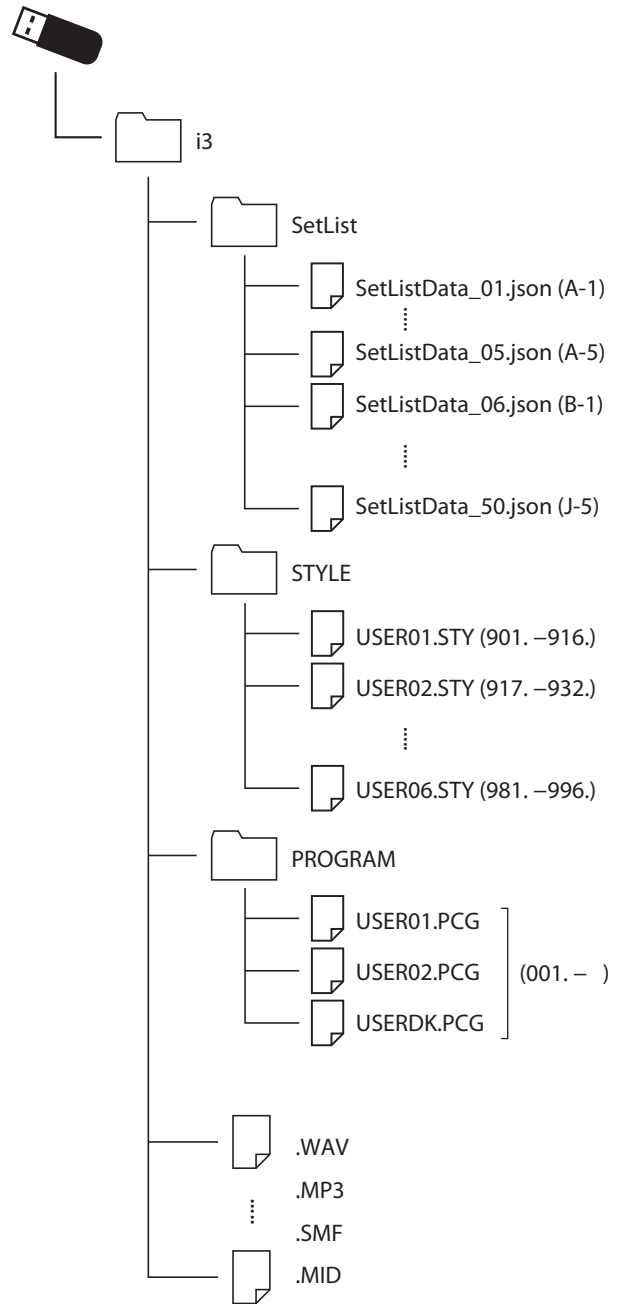 i3
SetList
SetListData_01.json (A-1)
SetListData_05.json (A-5)
SetListData_06.json (B-1)
SetListData_50.json (J-5)
STYLE
USER01.STY (901. –916.)
USER02.STY (917. –932.)
USER06.STY (981. –996.)
PROGRAM
USER01.PCG
USER02.PCG (001. – )
USERDK.PCG
.WAV
.MP3
.SMF
.MID